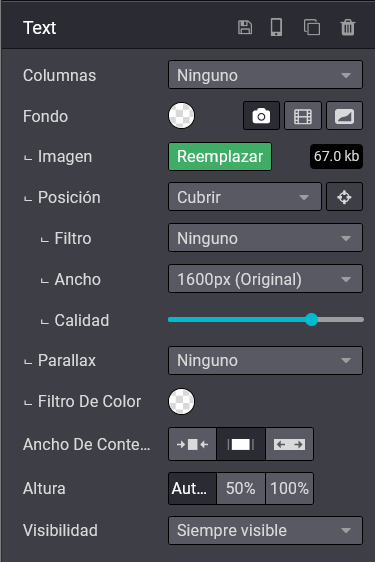 Text
Columnas Ninguno
Fondo
Imagen Reemplazar 67.0 kb
Posición Cubrir
Filtro Ninguno
Ancho 1600px (Original)
Calidad
Parallax Ninguno
Filtro De Color
Ancho De Conte...
Altura Aut... 50% 100%
Visibilidad Siempre visible